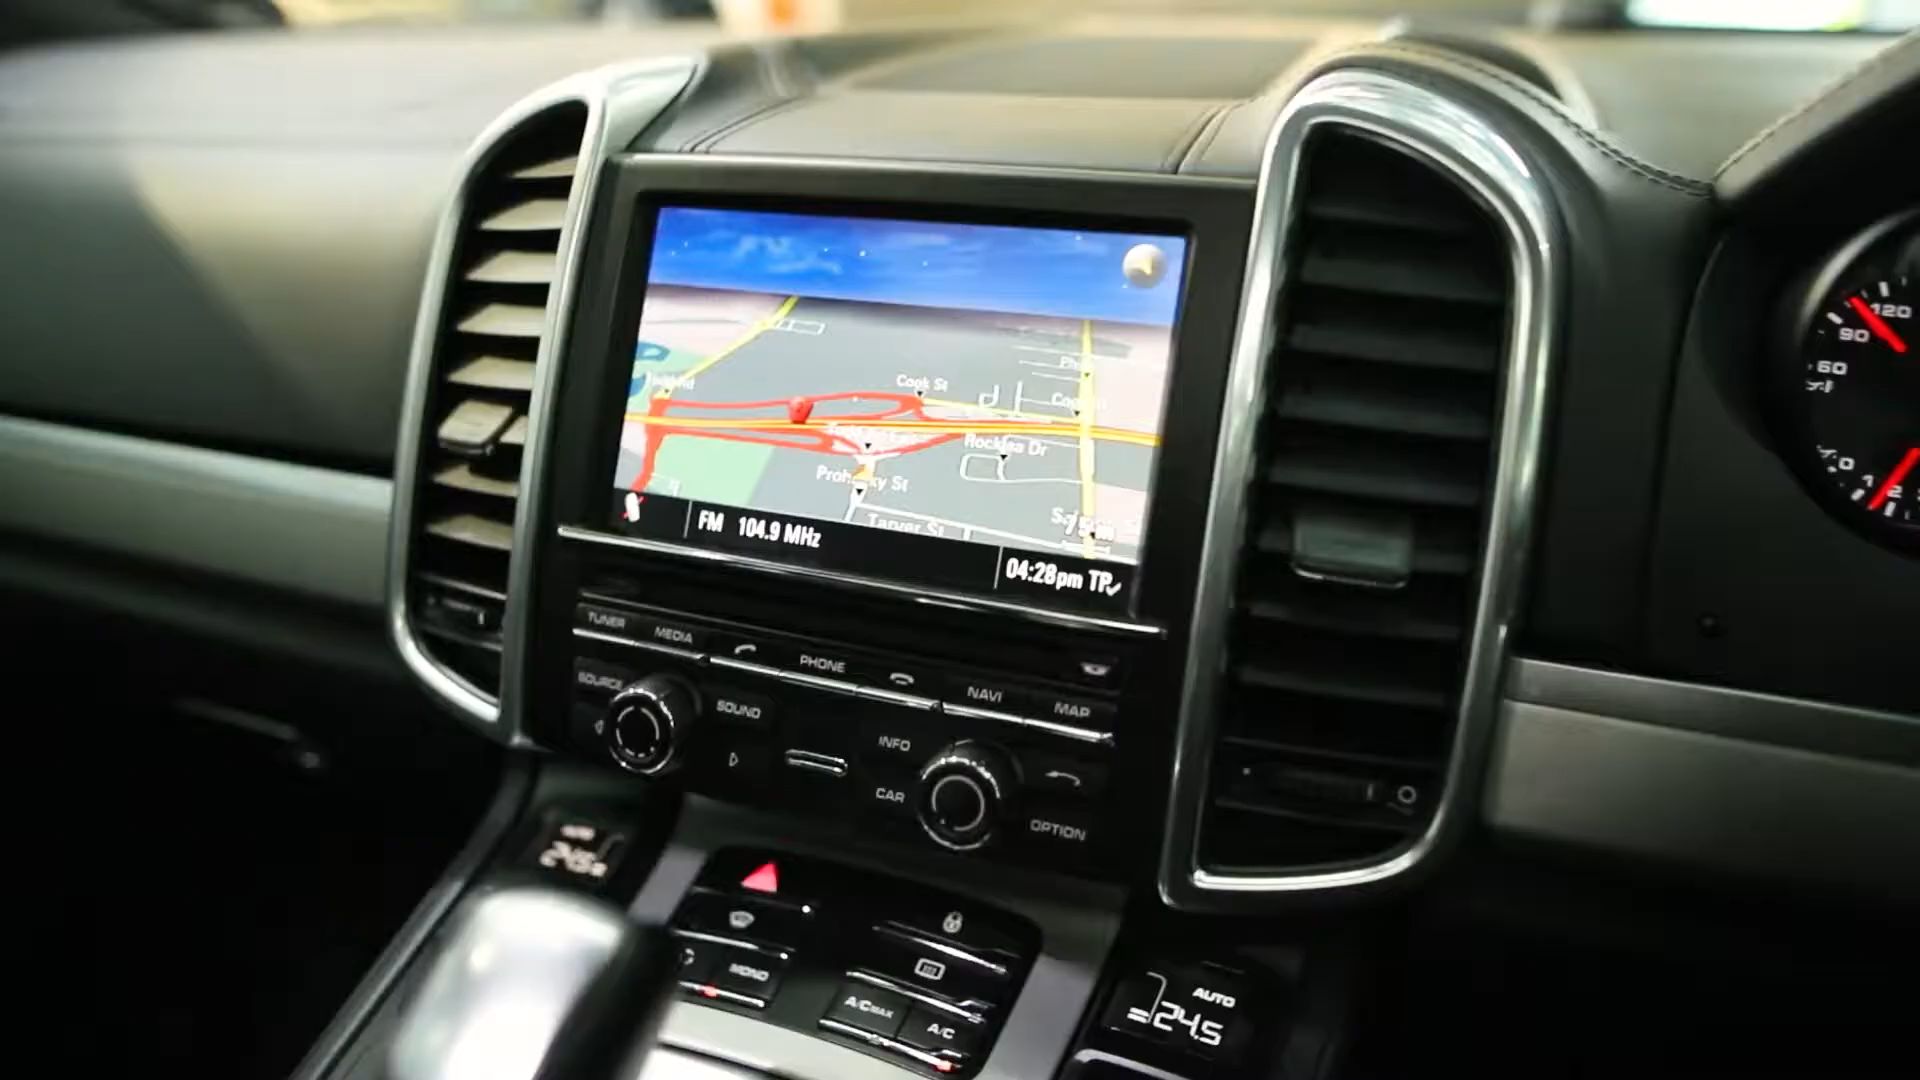 Cook St
Rocklea Dr
FM 104.9 MHz
04:28pm TP
TUNER
MEDIA
PHONE
NAVI
MAP
SOURCE
SOUND
INFO
CAR
OPTION
MONO
A/C MAX
A/C
AUTO
24.5
120
90
60